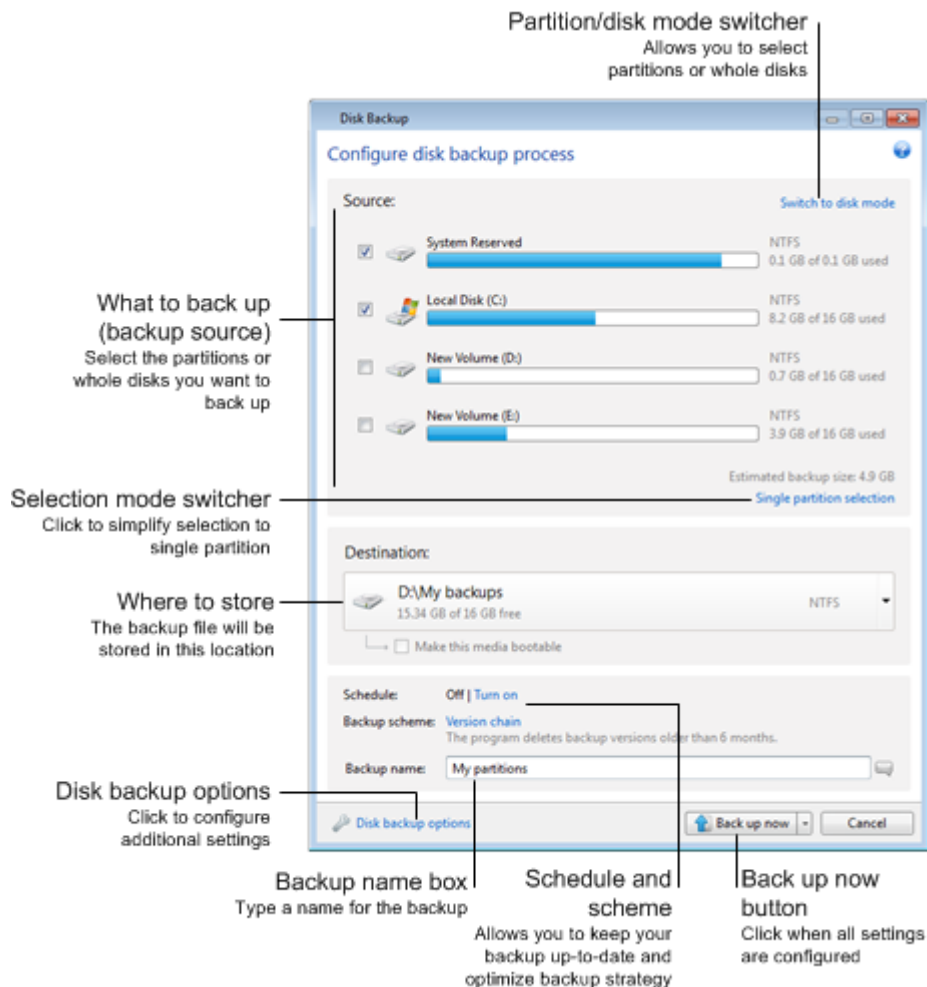 Partition/disk mode switcher
Allows you to select
partitions or whole disks
Disk Backup
Configure disk backup process
Source:
Switch to disk mode
System Reserved
NTFS
0.1 GB of 0.1 GB used
Local Disk (C:)
NTFS
8.2 GB of 16 GB used
New Volume (D:)
NTFS
0.7 GB of 16 GB used
New Volume (E:)
NTFS
3.9 GB of 16 GB used
What to back up
(backup source)
Select the partitions or
whole disks you want to
back up
Estimated backup size: 4.9 GB
Single partition selection
Selection mode switcher
Click to simplify selection to
single partition
Destination:
D:\My backups
15.34 GB of 16 GB free
NTFS
Make this media bootable
Where to store
The backup file will be
stored in this location
Schedule: Off | Turn on
Backup scheme: Version chain
The program deletes backup versions older than 6 months.
Backup name: My partitions
Disk backup options
Click to configure
additional settings
Disk backup options
Back up now
Cancel
Backup name box
Type a name for the backup
Schedule and
scheme
Allows you to keep your
backup up-to-date and
optimize backup strategy
Back up now
button
Click when all settings
are configured